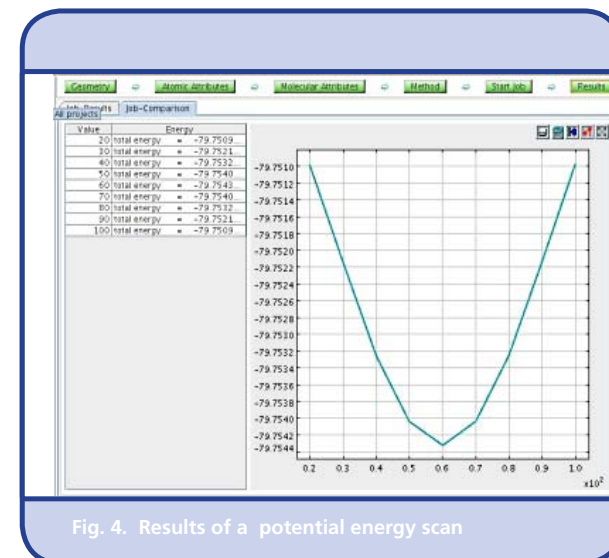 Geometry Atomic Attributes Molecular Attributes Method Start Job Results
Job-Results Job-Comparison
All projects
Value Energy
20 total energy = -79.7509...
30 total energy = -79.7521...
40 total energy = -79.7532...
50 total energy = -79.7540...
60 total energy = -79.7543...
70 total energy = -79.7540...
80 total energy = -79.7532...
90 total energy = -79.7521...
100 total energy = -79.7509...
-79.7510
-79.7512
-79.7514
-79.7516
-79.7518
-79.7520
-79.7522
-79.7524
-79.7526
-79.7528
-79.7530
-79.7532
-79.7534
-79.7536
-79.7538
-79.7540
-79.7542
-79.7544
0.2 0.3 0.4 0.5 0.6 0.7 0.8 0.9 1.0
x10²
Fig. 4. Results of a potential energy scan